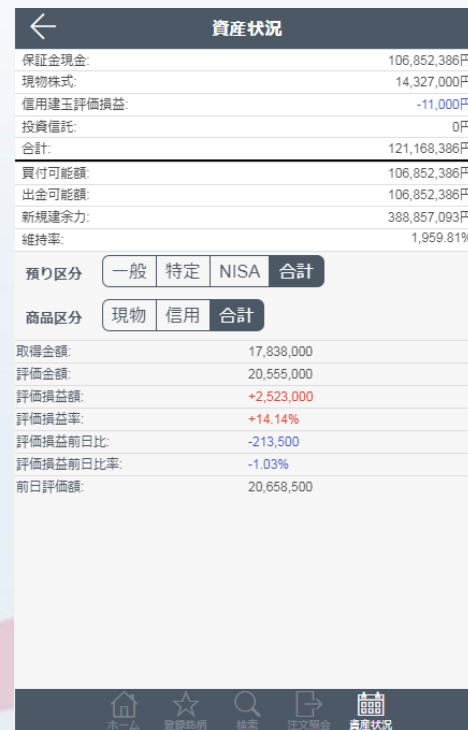 資産状況
保証金現金: 106,852,386円
現物株式: 14,327,000円
信用建玉評価損益: -11,000円
投資信託: 0円
合計: 121,168,386円
買付可能額: 106,852,386円
出金可能額: 106,852,386円
新規建余力: 388,857,093円
維持率: 1,959.81%
預り区分 一般 特定 NISA 合計
商品区分 現物 信用 合計
取得金額: 17,838,000
評価金額: 20,555,000
評価損益額: +2,523,000
評価損益率: +14.14%
評価損益前日比: -213,500
評価損益前日比率: -1.03%
前日評価額: 20,658,500
ホーム 登録銘柄 検索 注文照会 資産状況